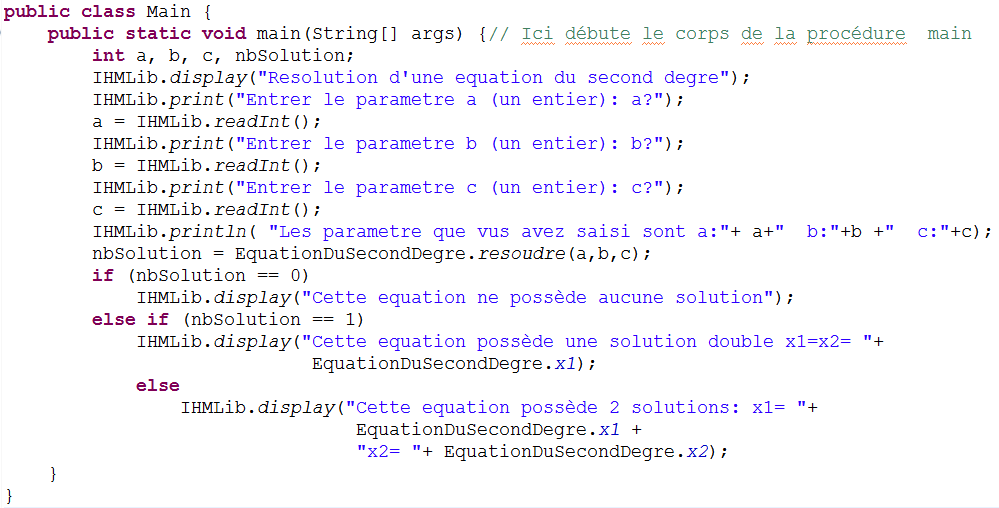 public class Main {
    public static void main(String[] args) {// Ici débute le corps de la procédure  main
        int a, b, c, nbSolution;
        IHMLib.display("Resolution d'une equation du second degre");
        IHMLib.print("Entrer le parametre a (un entier): a?");
        a = IHMLib.readInt();
        IHMLib.print("Entrer le parametre b (un entier): b?");
        b = IHMLib.readInt();
        IHMLib.print("Entrer le parametre c (un entier): c?");
        c = IHMLib.readInt();
        IHMLib.println( "Les parametre que vus avez saisi sont a:"+ a+"  b:"+b +"  c:"+c);
        nbSolution = EquationDuSecondDegre.resoudre(a,b,c);
        if (nbSolution == 0)
            IHMLib.display("Cette equation ne possède aucune solution");
        else if (nbSolution == 1)
            IHMLib.display("Cette equation possède une solution double x1=x2= "+
                            EquationDuSecondDegre.x1);
            else
                IHMLib.display("Cette equation possède 2 solutions: x1= "+
                                EquationDuSecondDegre.x1 +
                                "x2= "+ EquationDuSecondDegre.x2);
    }
}